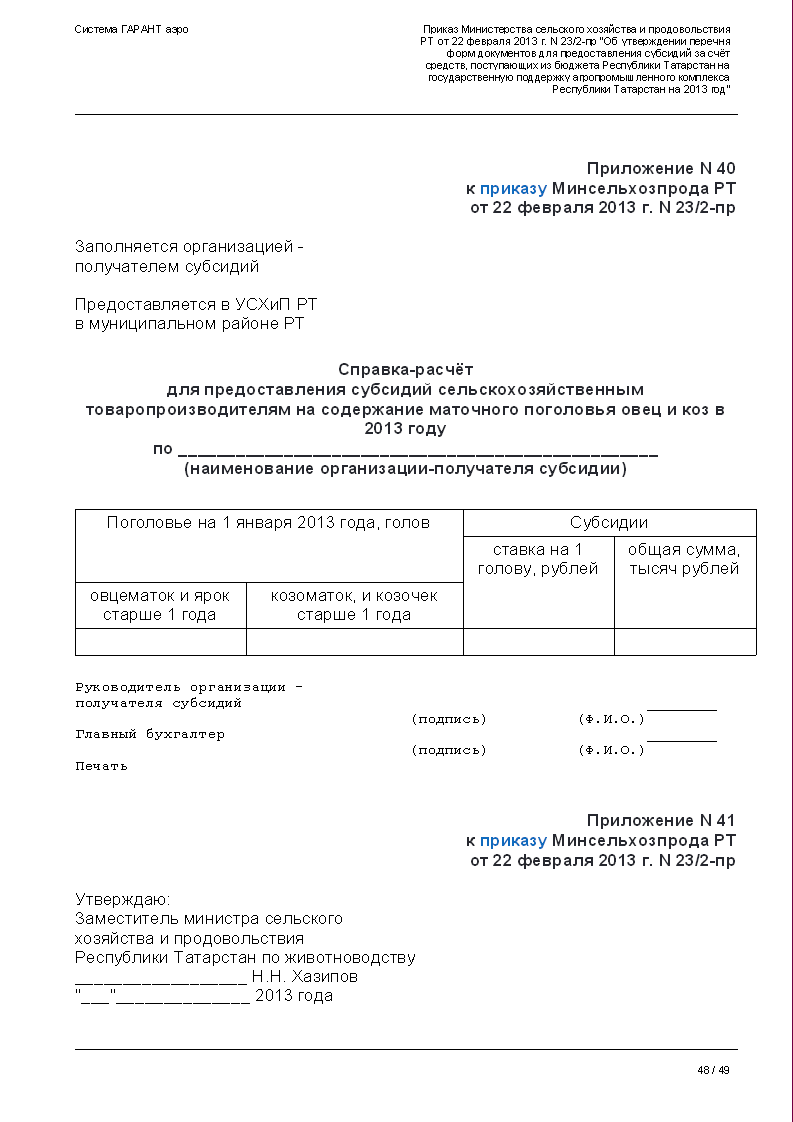 Система ГАРАНТ аэро
Приказ Министерства сельского хозяйства и продовольствия
РТ от 22 февраля 2013 г. N 23/2-пр "Об утверждении перечня
форм документов для предоставления субсидий за счёт
средств, поступающих из бюджета Республики Татарстан на
государственную поддержку агропромышленного комплекса
Республики Татарстан на 2013 год"
Приложение N 40
к приказу Минсельхозпрода РТ
от 22 февраля 2013 г. N 23/2-пр
Заполняется организацией -
получателем субсидий
Предоставляется в УСХиП РТ
в муниципальном районе РТ
Справка-расчёт
для предоставления субсидий сельскохозяйственным
товаропроизводителям на содержание маточного поголовья овец и коз в
2013 году
по __________________________________________________
(наименование организации-получателя субсидии)
Поголовье на 1 января 2013 года, голов
Субсидии
ставка на 1
голову, рублей
общая сумма,
тысяч рублей
овцематок и ярок
старше 1 года
козоматок, и козочек
старше 1 года
Руководитель организации -
получателя субсидий _________
(подпись) (Ф.И.О.)
Главный бухгалтер _________
(подпись) (Ф.И.О.)
Печать
Приложение N 41
к приказу Минсельхозпрода РТ
от 22 февраля 2013 г. N 23/2-пр
Утверждаю:
Заместитель министра сельского
хозяйства и продовольствия
Республики Татарстан по животноводству
__________________ Н.Н. Хазипов
"___"______________ 2013 года
48 / 49